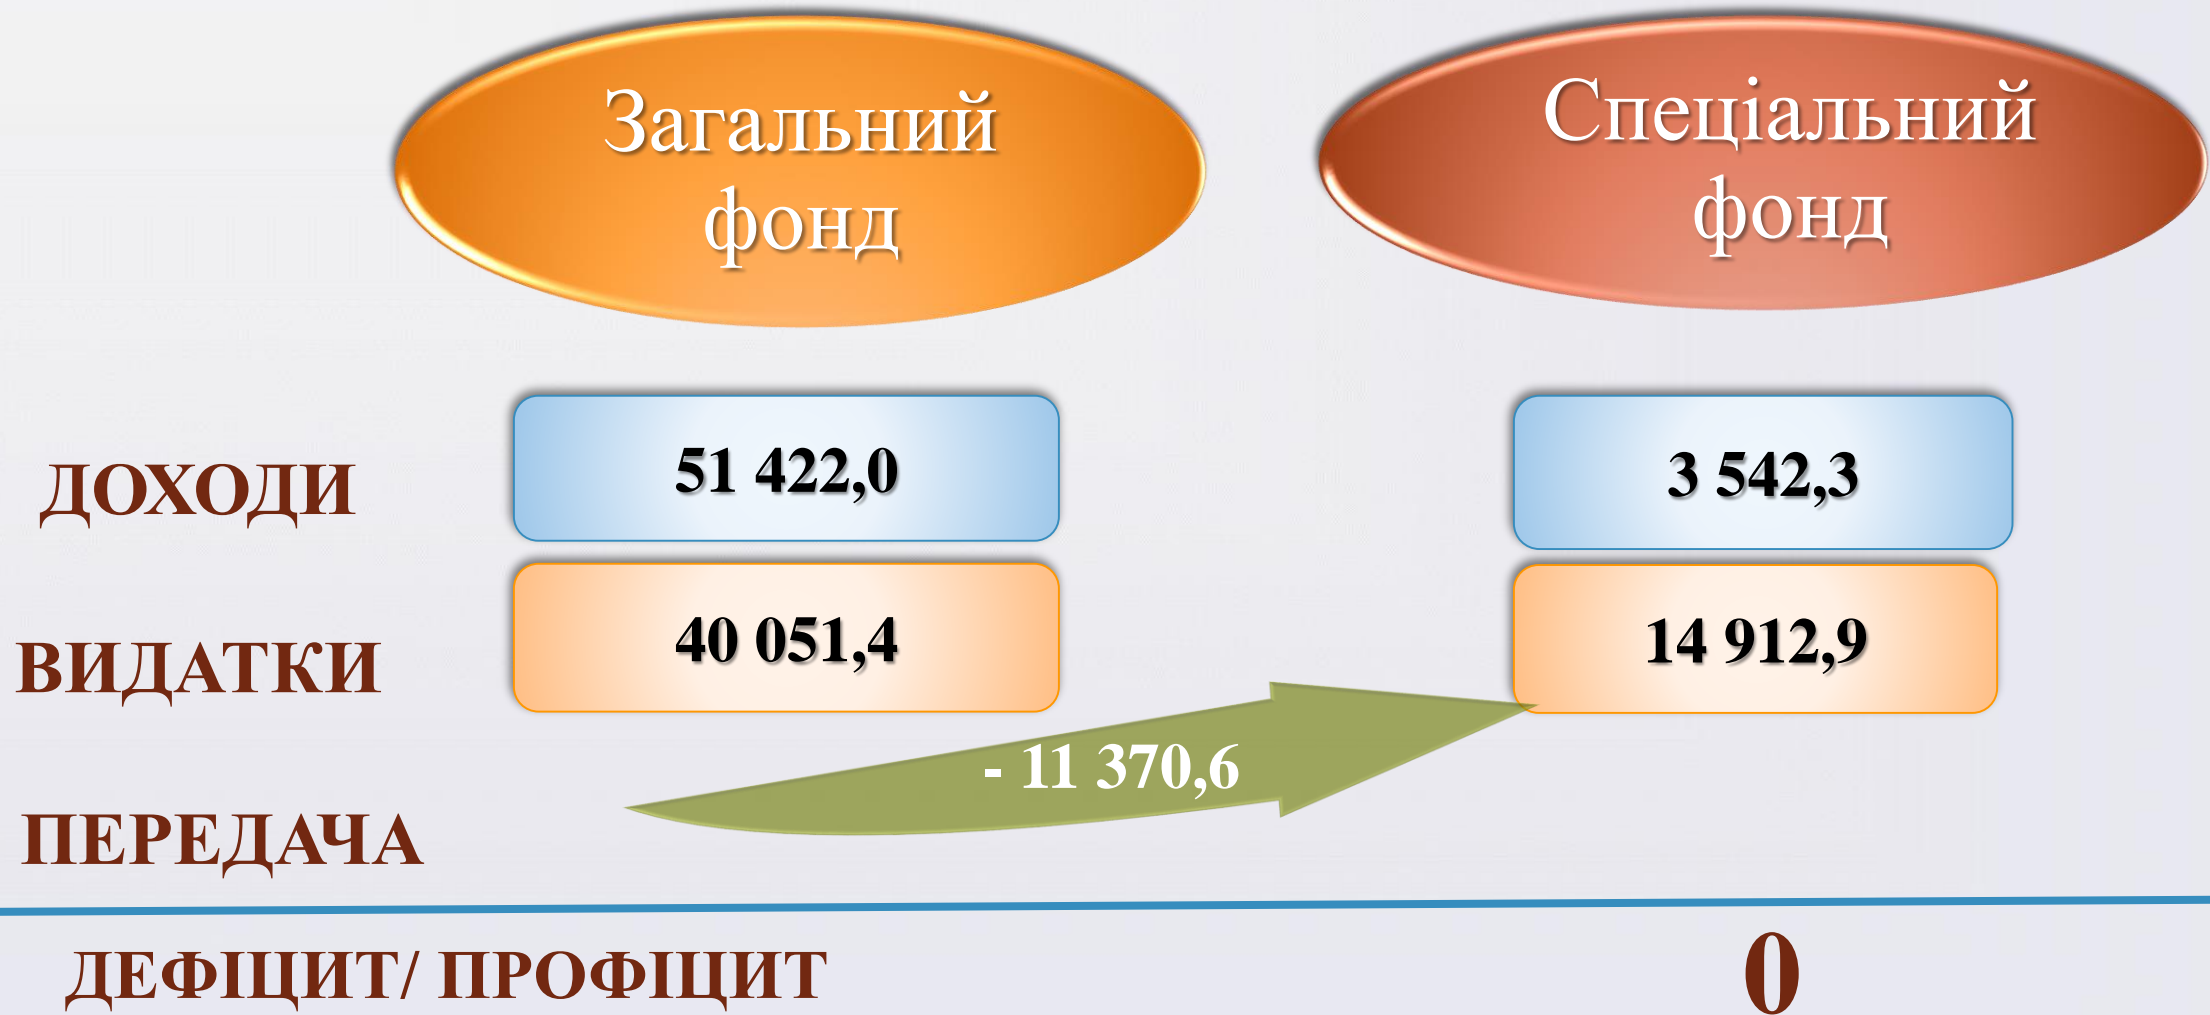 Загальний
фонд
Спеціальний
фонд
ДОХОДИ
51 422,0
3 542,3
ВИДАТКИ
40 051,4
14 912,9
ПЕРЕДАЧА
- 11 370,6
ДЕФІЦИТ/ ПРОФІЦИТ
0